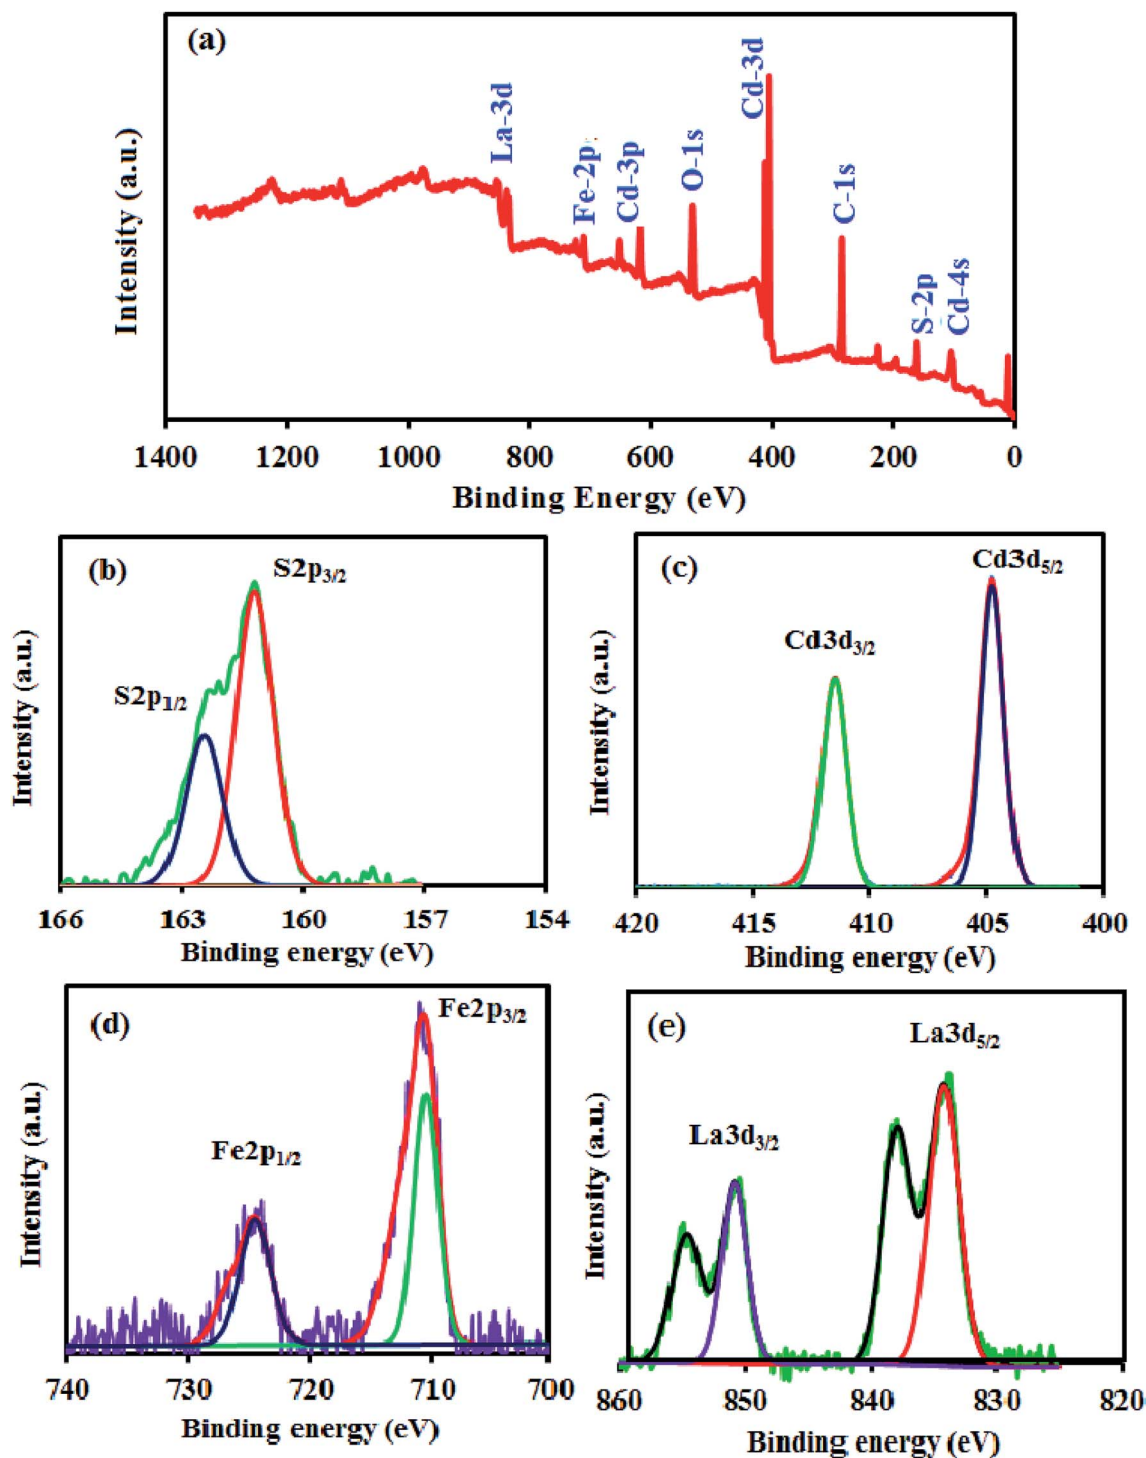 (a)
La-3d
Fe-2p
Cd-3p
O-1s
Cd-3d
C-1s
S-2p
Cd-4s
Intensity (a.u.)
1400 1200 1000 800 600 400 200 0
Binding Energy (eV)
(b)
S2p3/2
S2p1/2
Intensity (a.u.)
166 163 160 157 154
Binding energy (eV)
(c)
Cd3d5/2
Cd3d3/2
Intensity (a.u.)
420 415 410 405 400
Binding energy (eV)
(d)
Fe2p3/2
Fe2p1/2
Intensity (a.u.)
740 730 720 710 700
Binding energy (eV)
(e)
La3d5/2
La3d3/2
Intensity (a.u.)
860 850 840 830 820
Binding energy (eV)